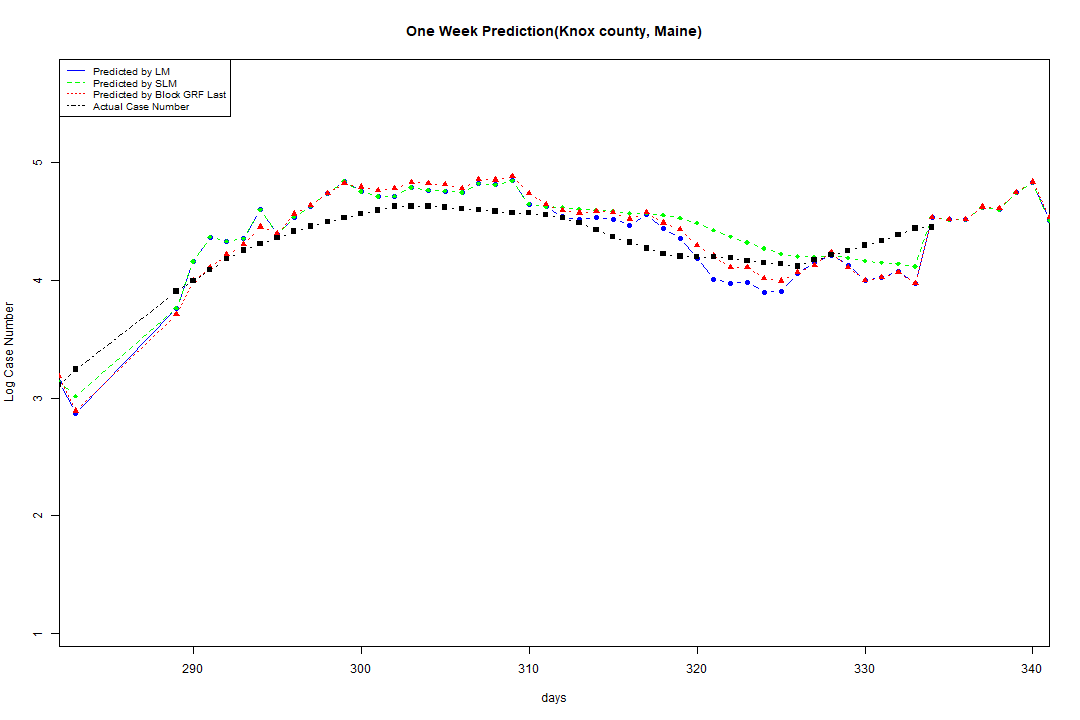 One Week Prediction(Knox county, Maine)
Predicted by LM
Predicted by SLM
Predicted by Block GRF Last
Actual Case Number
5
4
3
2
1
Log Case Number
290 300 310 320 330 340
days